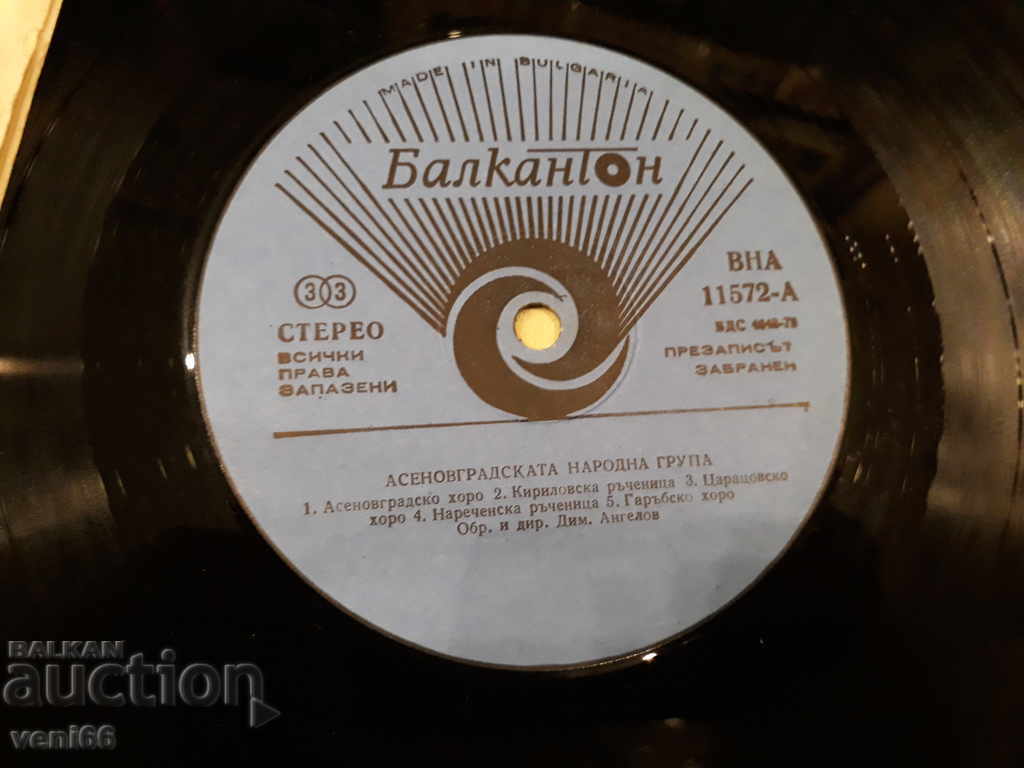 MADE IN BULGARIA
Балкантон
33
СТЕРЕО
ВСИЧКИ
ПРАВА
ЗАПАЗЕНИ
ВНА
11572-А
БДС
ПРЕЗАПИСЪТ
ЗАБРАНЕН
АСЕНОВГРАДСКАТА НАРОДНА ГРУПА
1. Асеновградско хоро 2. Кириловска ръченица 3. Царацовско
хоро 4. Нареченска ръченица 5. Гаръбско хоро
Обр. и дир. Дим. Ангелов
BALKAN
auction
veni66